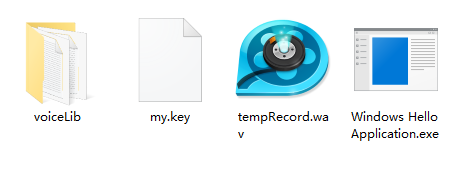 voiceLib
my.key
tempRecord.wa
v
Windows Hello
Application.exe